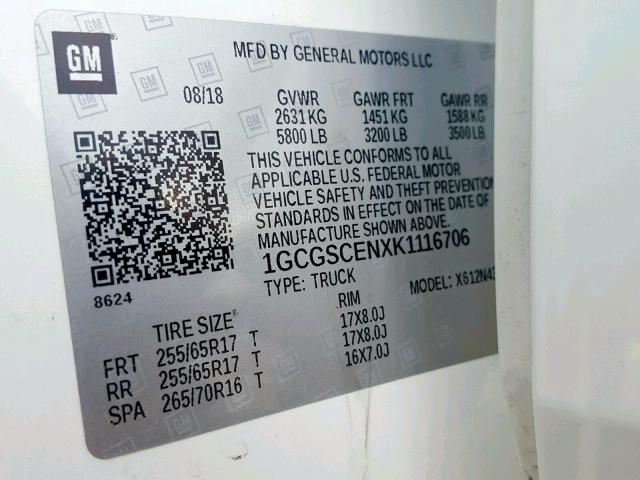 GM
MFD BY GENERAL MOTORS LLC
08/18
GVWR GAWR FRT GAWR RR
2631 KG 1451 KG 1588 KG
5800 LB 3200 LB 3500 LB
THIS VEHICLE CONFORMS TO ALL
APPLICABLE U.S. FEDERAL MOTOR
VEHICLE SAFETY AND THEFT PREVENTION
STANDARDS IN EFFECT ON THE DATE OF
MANUFACTURE SHOWN ABOVE.
1GCGSCENXK1116706
8624
TYPE: TRUCK MODEL: X612N43
TIRE SIZE RIM
FRT 255/65R17 T 17X8.0J
RR 255/65R17 T 17X8.0J
SPA 265/70R16 T 16X7.0J